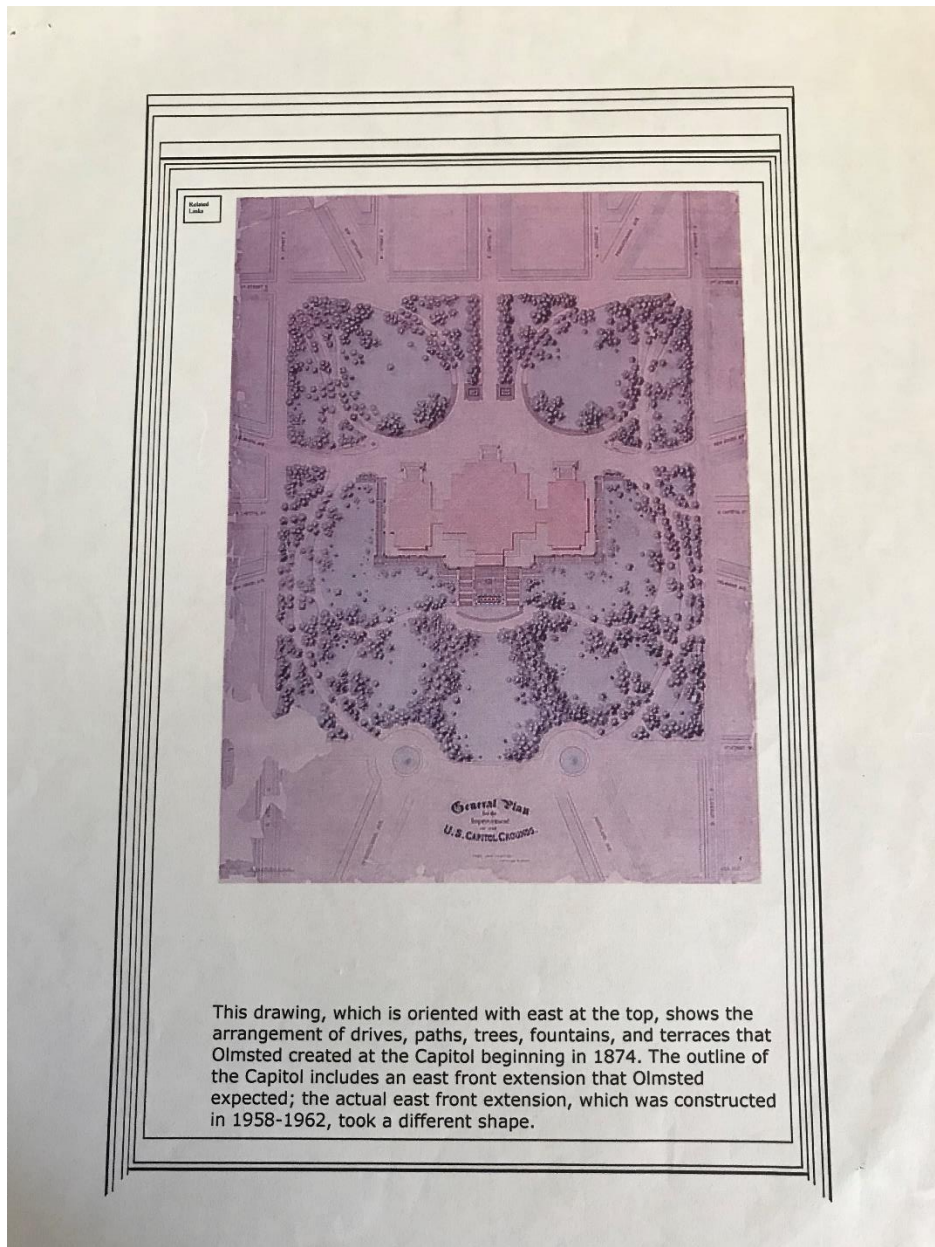 Related
Links
E. CAPITOL ST
General Plan
for the
Improvement
OF THE
U.S. CAPITOL GROUNDS.
This drawing, which is oriented with east at the top, shows the
arrangement of drives, paths, trees, fountains, and terraces that
Olmsted created at the Capitol beginning in 1874. The outline of
the Capitol includes an east front extension that Olmsted
expected; the actual east front extension, which was constructed
in 1958-1962, took a different shape.